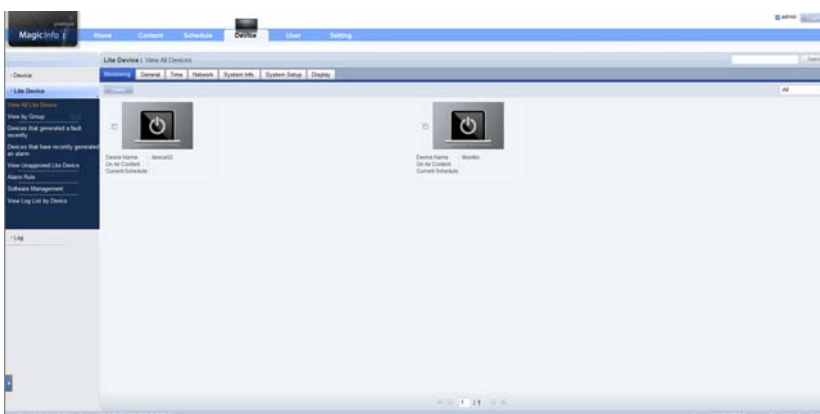 premium
MagicInfo i
admin
Home Content Schedule Device User Setting
Lite Device | View All Devices
Device
Monitoring General Time Network System Info. System Setup Display
Lite Device
All
View All Lite Device
View by Group
Devices that generated a fault recently
Devices that have recently generated an alarm
View Unapproved Lite Device
Alarm Rule
Software Management
View Log List by Device
Log
Device Name : device02
On Air Content :
Current Schedule:
Device Name : Monitor
On Air Content :
Current Schedule:
1 / 1